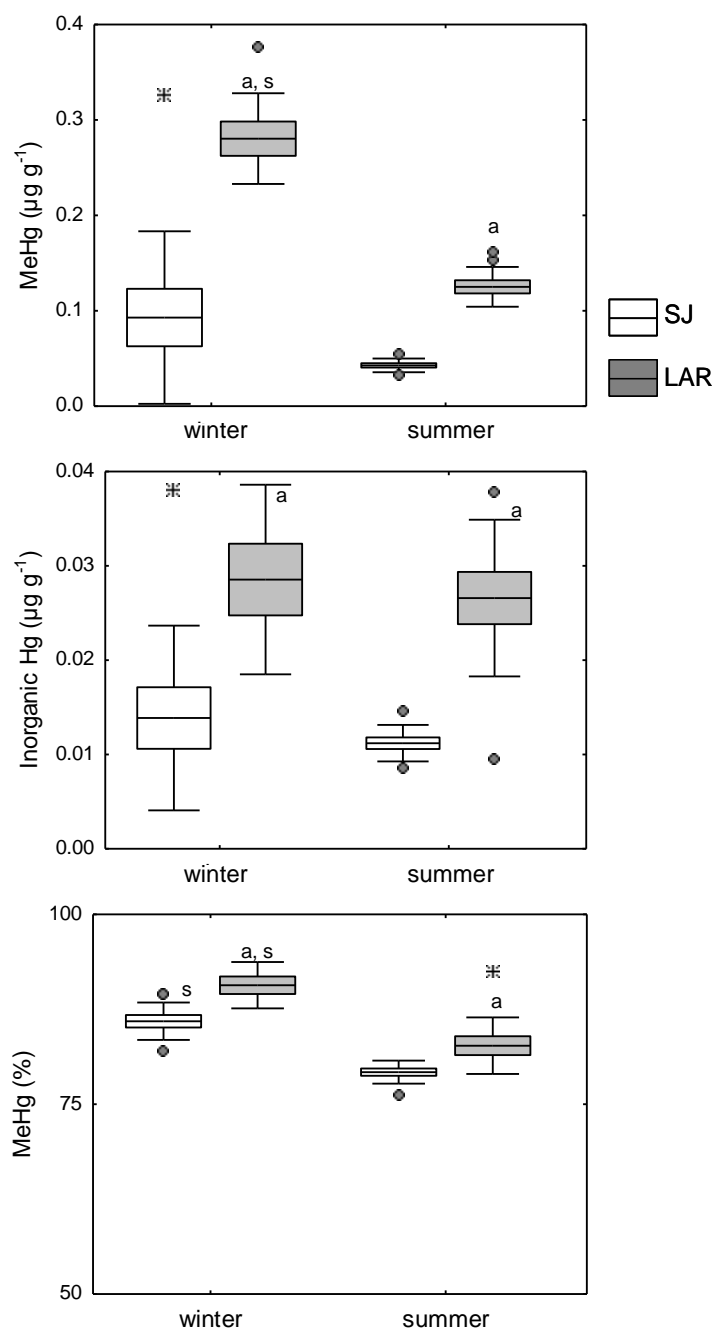 0.4
a, s
0.3
MeHg (µg g⁻¹)
a
0.2
0.1
0.0
winter summer
SJ
LAR
0.04
a
a
0.03
Inorganic Hg (µg g⁻¹)
0.02
0.01
0.00
winter summer
100
a, s
s
a
MeHg (%)
75
50
winter summer